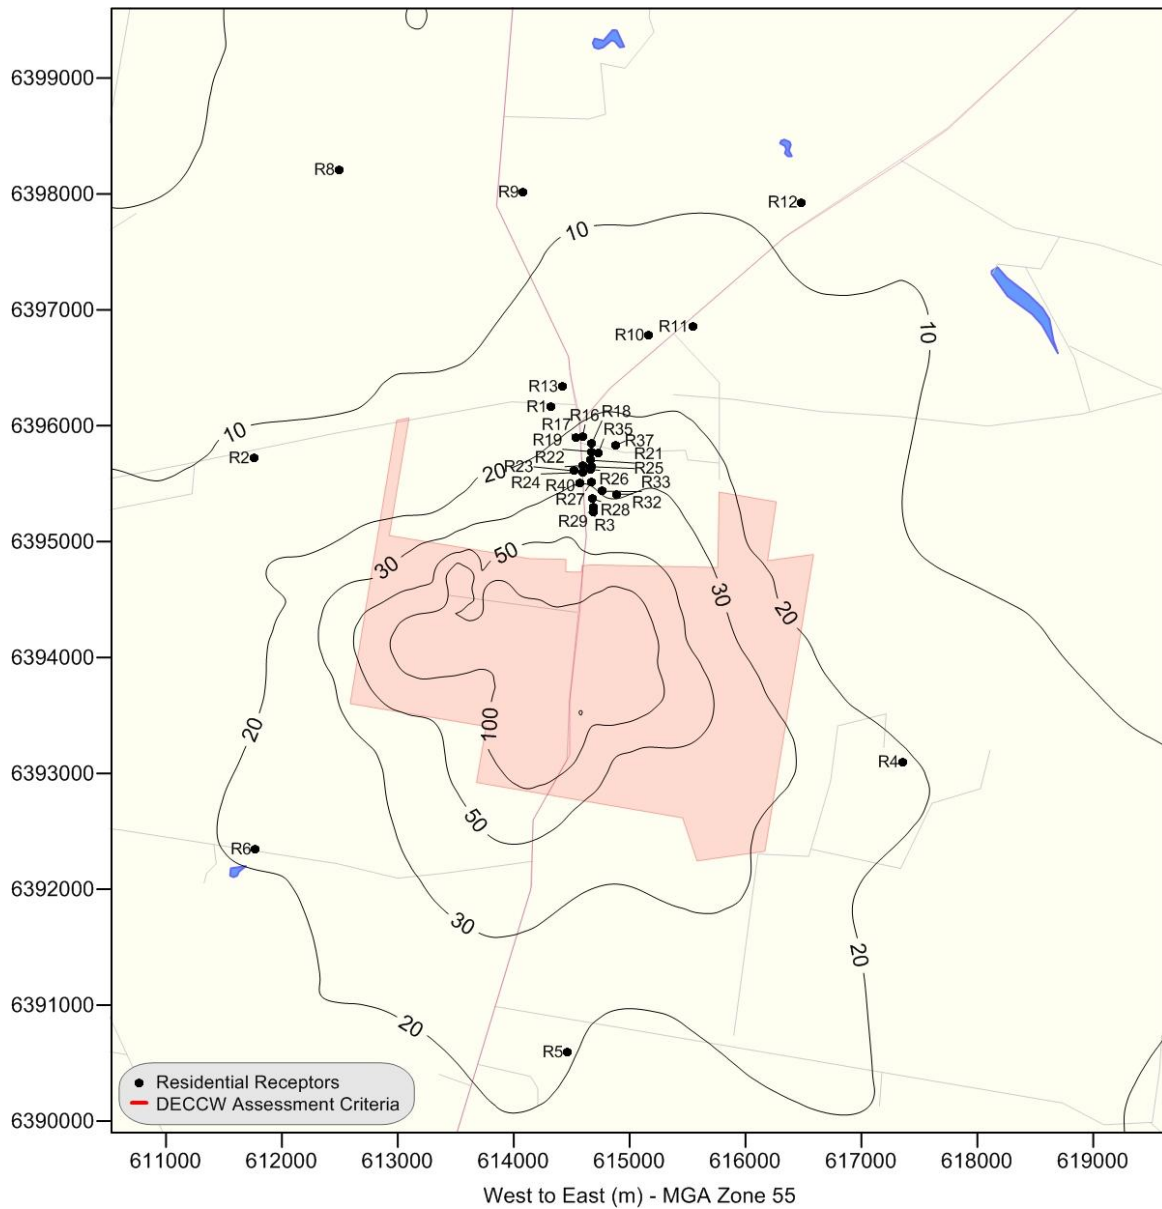 6399000
R8
R9
6398000
R12
10
6397000
10
R10
R11
R13
R1
R16
R18
6396000
R17
R35
10
R19
R37
R2
R22
R21
20
R23
R25
R24
R26
R33
R40
R27
R32
R28
R29
R3
6395000
50
30
30
20
6394000
100
20
6393000
R4
50
R6
6392000
30
20
6391000
20
R5
Residential Receptors
DECCW Assessment Criteria
6390000
611000 612000 613000 614000 615000 616000 617000 618000 619000
West to East (m) - MGA Zone 55